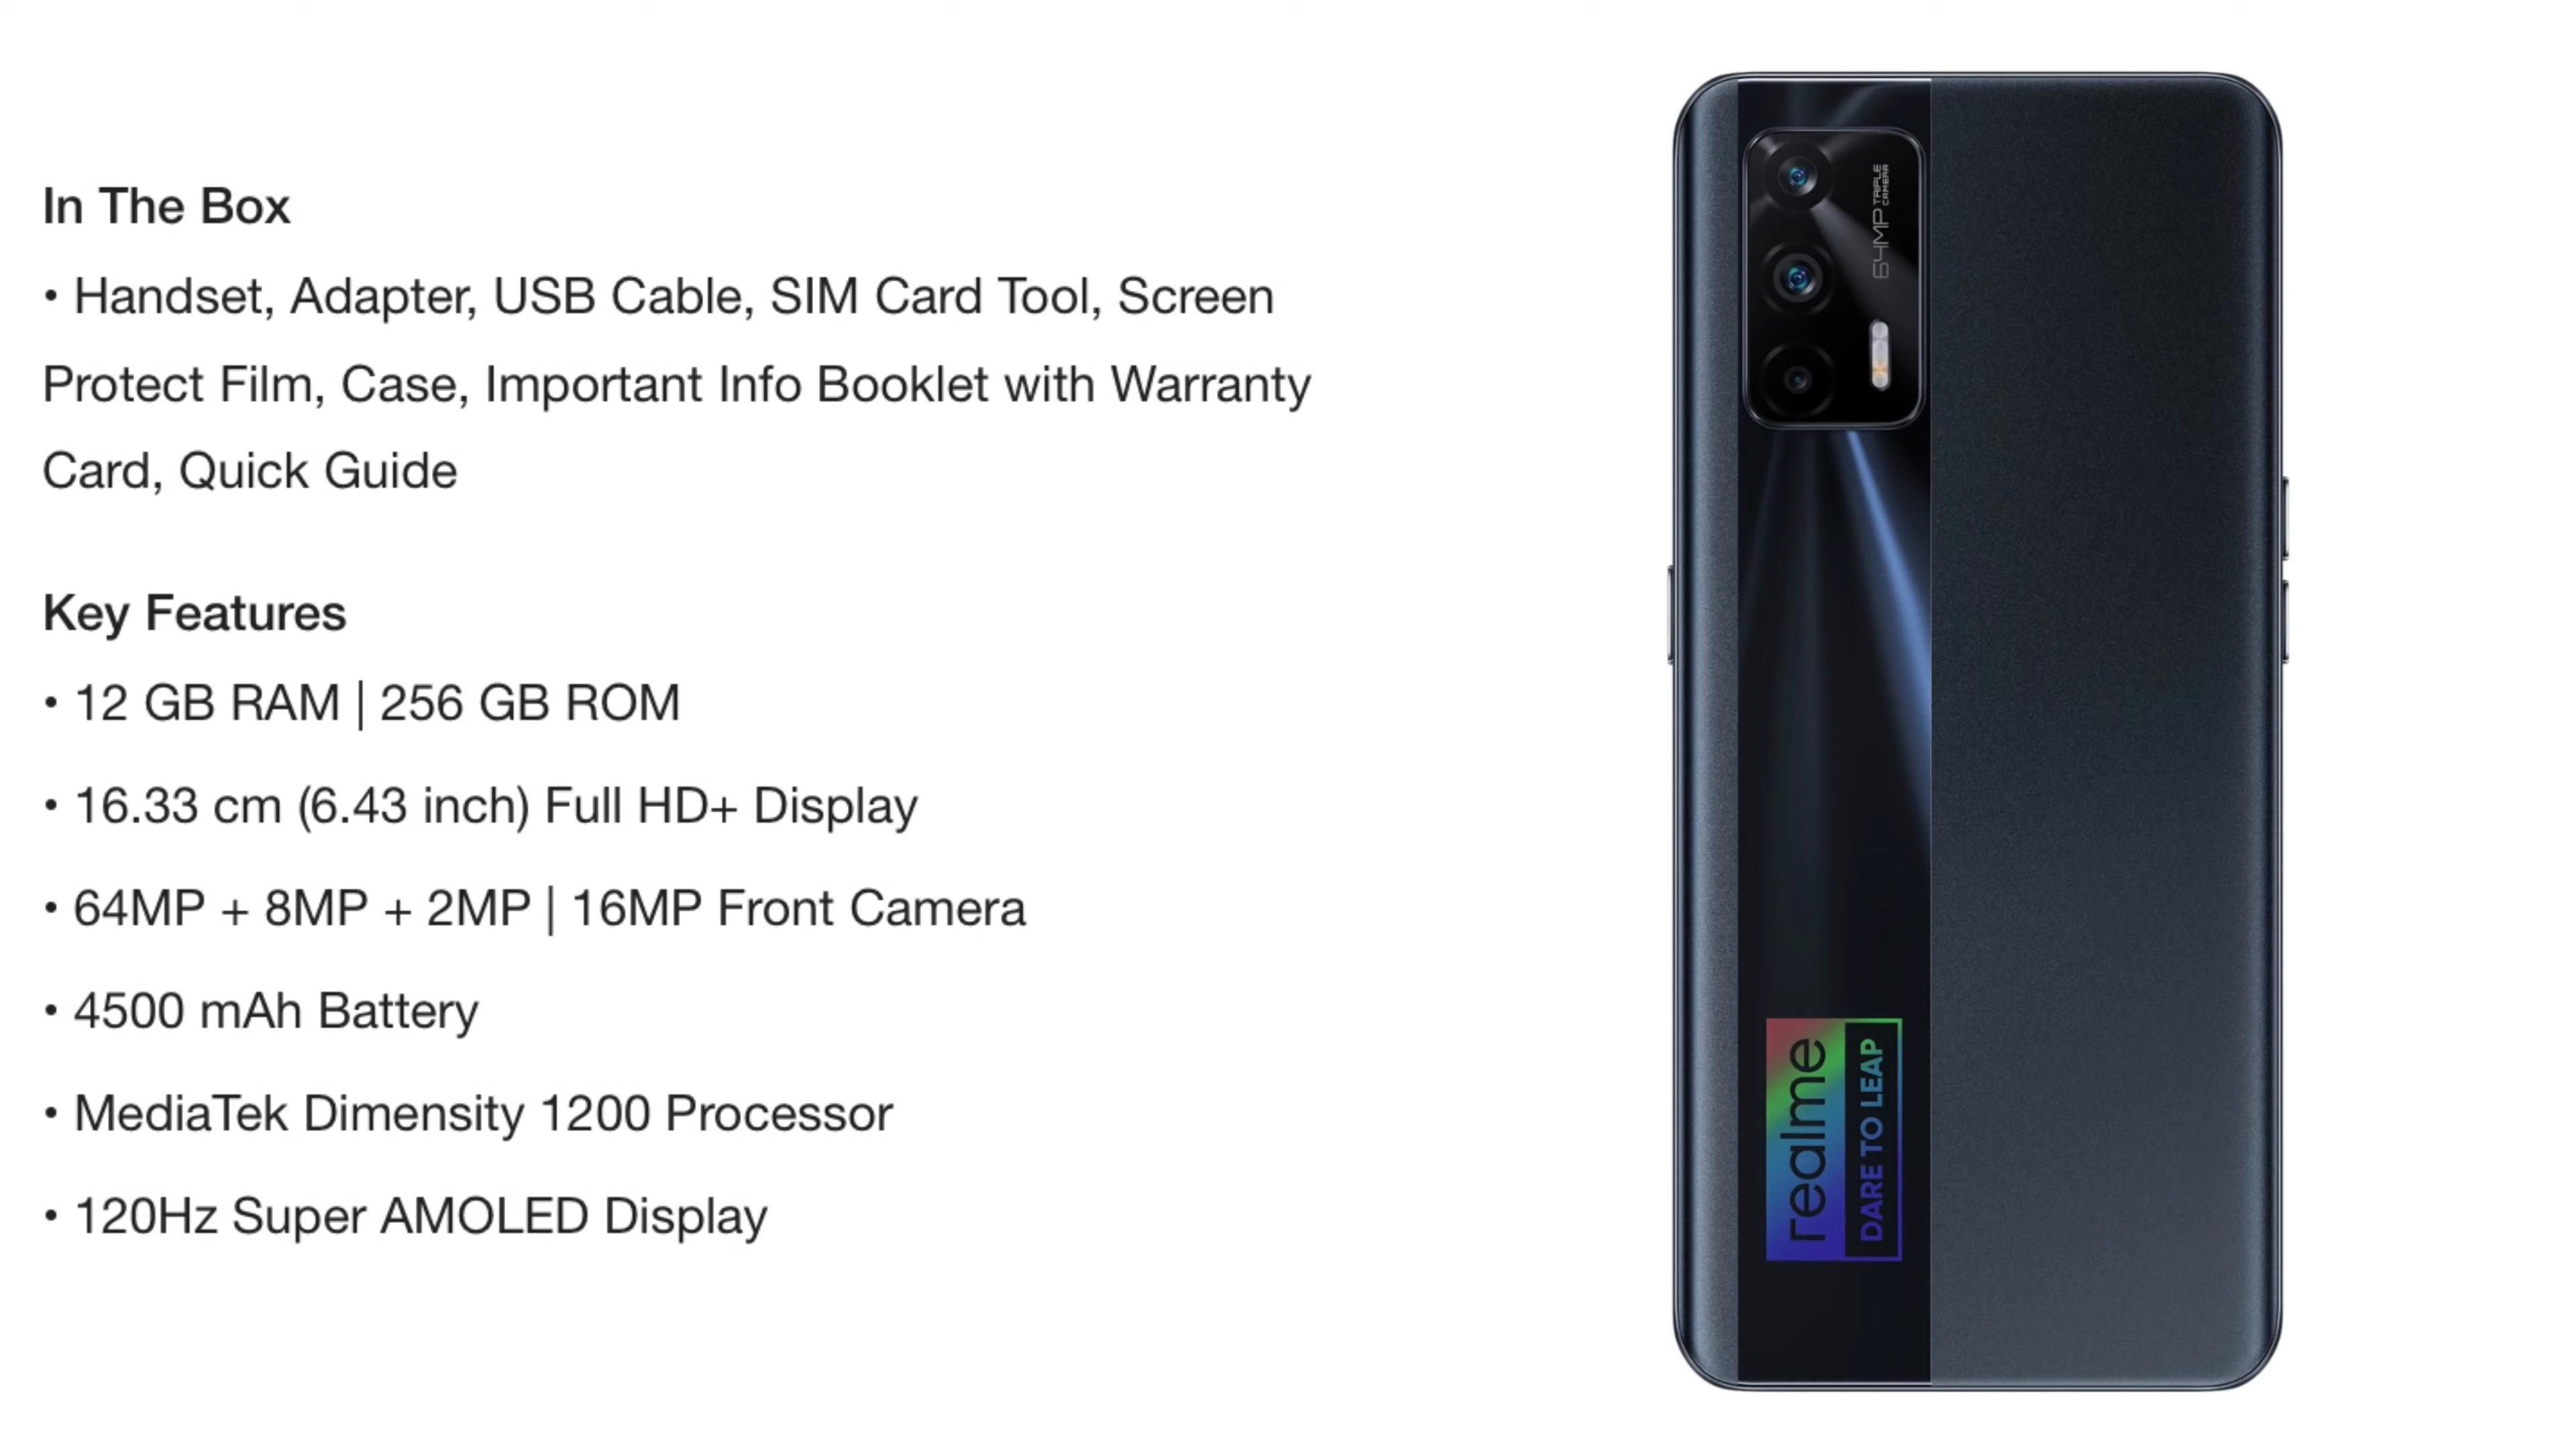 In The Box
• Handset, Adapter, USB Cable, SIM Card Tool, Screen
Protect Film, Case, Important Info Booklet with Warranty
Card, Quick Guide
Key Features
• 12 GB RAM | 256 GB ROM
• 16.33 cm (6.43 inch) Full HD+ Display
• 64MP + 8MP + 2MP | 16MP Front Camera
• 4500 mAh Battery
• MediaTek Dimensity 1200 Processor
• 120Hz Super AMOLED Display
64MP TRIPLE
CAMERA
realme
DARE TO LEAP